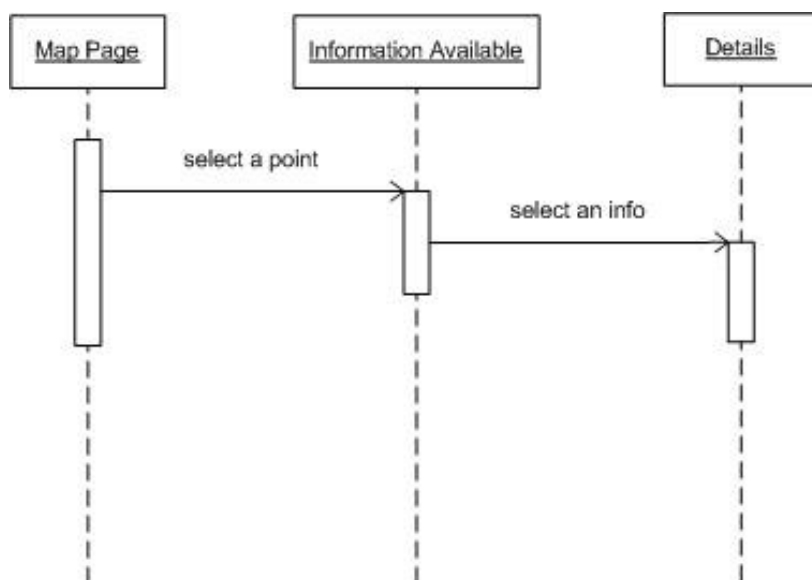 Map Page
Information Available
Details
select a point
select an info